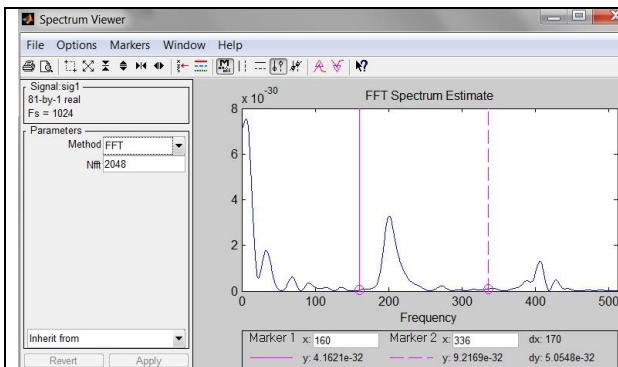 Spectrum Viewer
File Options Markers Window Help
Signal:sig1
81-by-1 real
Fs = 1024
Parameters
Method FFT
Nfft 2048
Inherit from
Revert Apply
x 10^-30
FFT Spectrum Estimate
8
6
4
2
0
0 100 200 300 400 500
Frequency
Marker 1 x: 160 Marker 2 x: 336 dx: 170
y: 4.1621e-32 y: 9.2169e-32 dy: 5.0548e-32